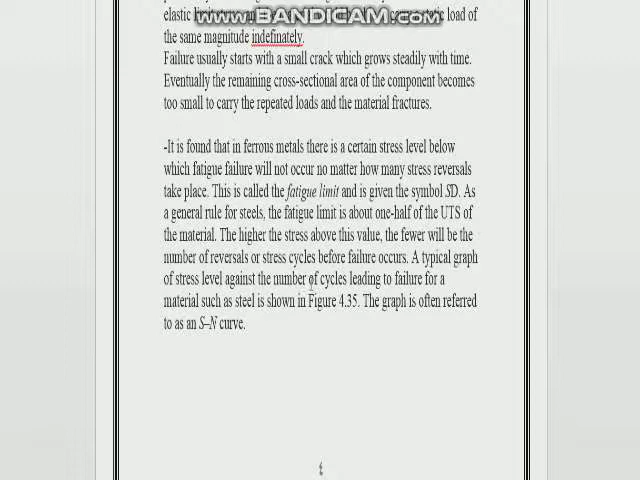 www.BANDICAM.com
elastic load of
the same magnitude indefinately.
Failure usually starts with a small crack which grows steadily with time.
Eventually the remaining cross-sectional area of the component becomes
too small to carry the repeated loads and the material fractures.
-It is found that in ferrous metals there is a certain stress level below
which fatigue failure will not occur no matter how many stress reversals
take place. This is called the fatigue limit and is given the symbol SD. As
a general rule for steels, the fatigue limit is about one-half of the UTS of
the material. The higher the stress above this value, the fewer will be the
number of reversals or stress cycles before failure occurs. A typical graph
of stress level against the number of cycles leading to failure for a
material such as steel is shown in Figure 4.35. The graph is often referred
to as an S–N curve.